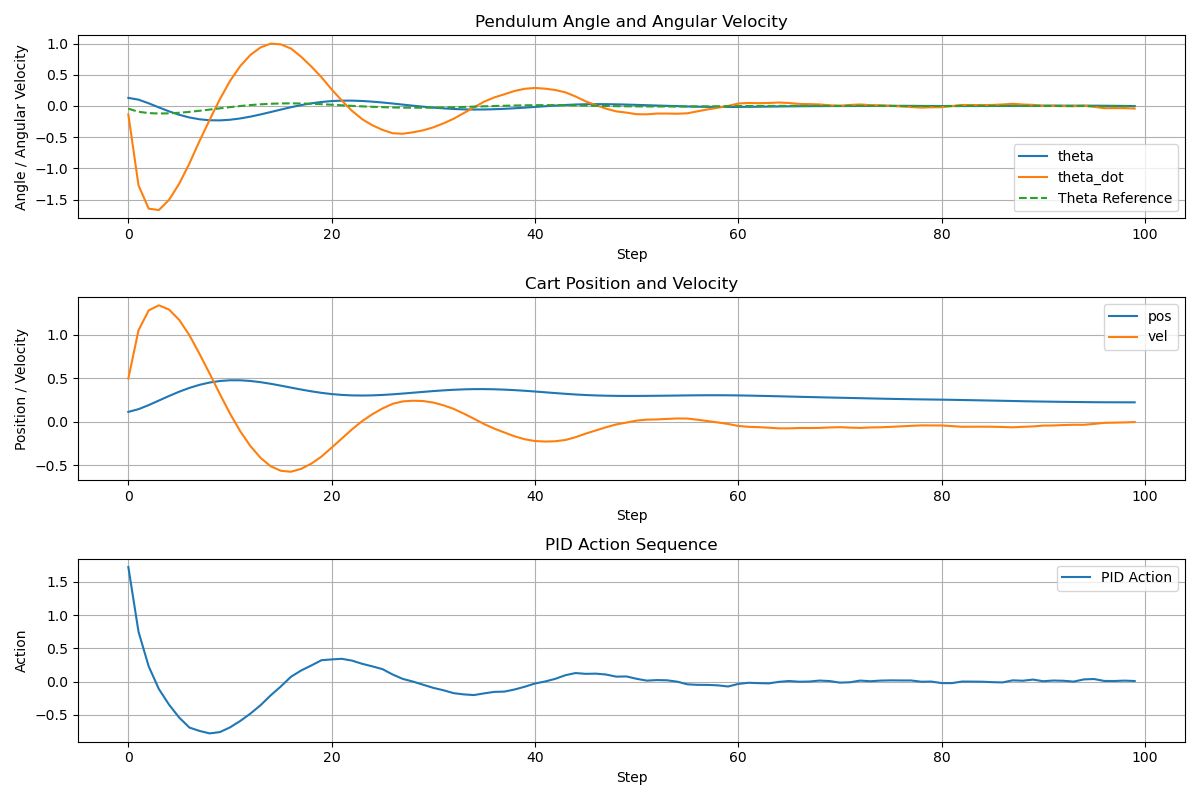 Pendulum Angle and Angular Velocity
Angle / Angular Velocity
1.0
0.5
0.0
−0.5
−1.0
−1.5
theta
theta_dot
Theta Reference
0 20 40 60 80 100
Step
Cart Position and Velocity
Position / Velocity
1.0
0.5
0.0
−0.5
pos
vel
0 20 40 60 80 100
Step
PID Action Sequence
Action
1.5
1.0
0.5
0.0
−0.5
PID Action
0 20 40 60 80 100
Step